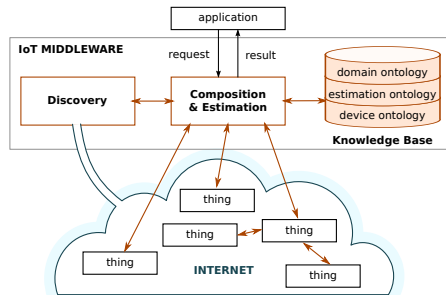 application
request
result
IoT MIDDLEWARE
Discovery
Composition
& Estimation
domain ontology
estimation ontology
device ontology
Knowledge Base
thing
thing
thing
thing
thing
INTERNET